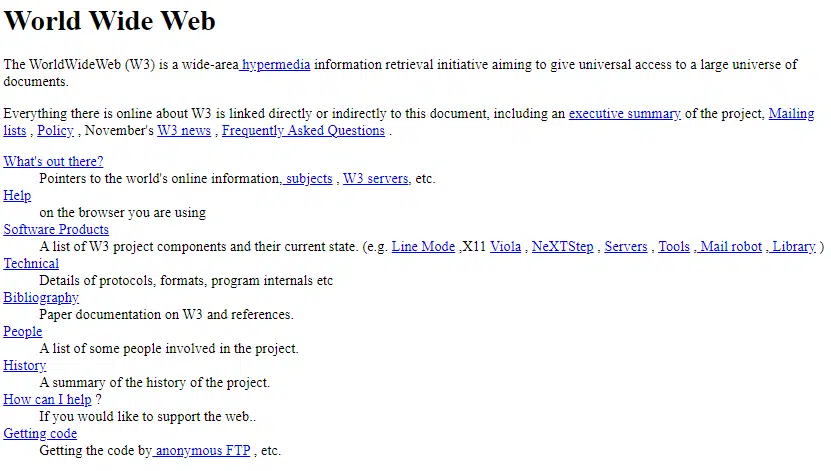 World Wide Web
The WorldWideWeb (W3) is a wide-area hypermedia information retrieval initiative aiming to give universal access to a large universe of
documents.
Everything there is online about W3 is linked directly or indirectly to this document, including an executive summary of the project, Mailing
lists , Policy , November's W3 news , Frequently Asked Questions .
What's out there?
Pointers to the world's online information, subjects , W3 servers, etc.
Help
on the browser you are using
Software Products
A list of W3 project components and their current state. (e.g. Line Mode ,X11 Viola , NeXTStep , Servers , Tools , Mail robot , Library )
Technical
Details of protocols, formats, program internals etc
Bibliography
Paper documentation on W3 and references.
People
A list of some people involved in the project.
History
A summary of the history of the project.
How can I help ?
If you would like to support the web..
Getting code
Getting the code by anonymous FTP , etc.